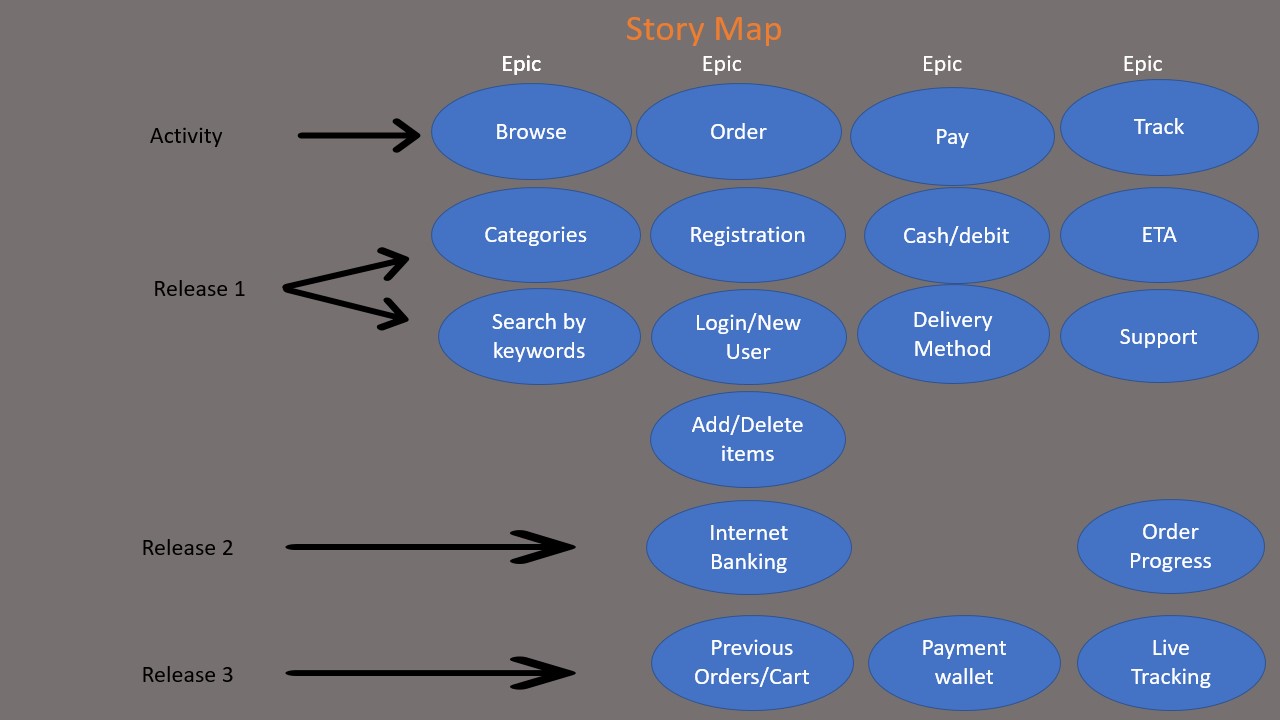 Story Map
Epic
Epic
Epic
Epic
Activity
Browse
Order
Pay
Track
Release 1
Categories
Registration
Cash/debit
ETA
Search by
keywords
Login/New
User
Delivery
Method
Support
Add/Delete
items
Release 2
Internet
Banking
Order
Progress
Release 3
Previous
Orders/Cart
Payment
wallet
Live
Tracking